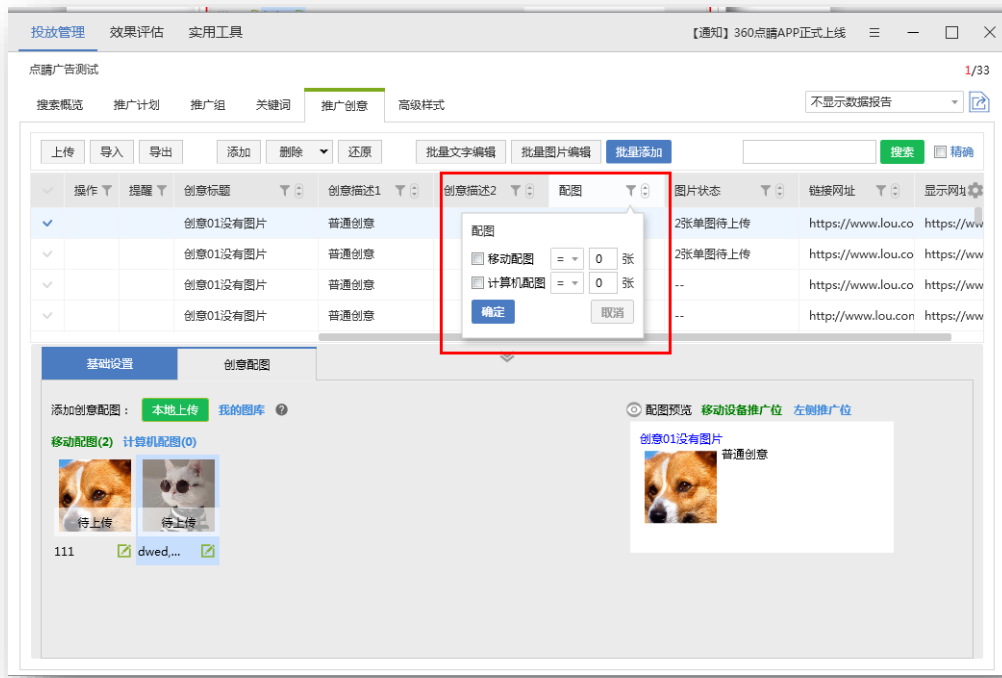 投放管理 效果评估 实用工具 【通知】360点睛APP正式上线
点睛广告测试 1/33
搜索概览 推广计划 推广组 关键词 推广创意 高级样式 不显示数据报告
上传 导入 导出 添加 删除 还原 批量文字编辑 批量图片编辑 批量添加 搜索 精确
操作 提醒 创意标题 创意描述1 创意描述2 配图 图片状态 链接网址 显示网址
创意01没有图片 普通创意 2张单图待上传 https://www.lou.co https://ww
创意01没有图片 普通创意 2张单图待上传 https://www.lou.co https://ww
创意01没有图片 普通创意 -- https://www.lou.co https://ww
创意01没有图片 普通创意 -- http://www.lou.con https://ww
配图
移动配图 = 0 张
计算机配图 = 0 张
确定 取消
基础设置 创意配图
添加创意配图： 本地上传 我的图库 ? 配图预览 移动设备推广位 左侧推广位
移动配图(2) 计算机配图(0)
创意01没有图片
普通创意
待上传 待上传
111 dwed,...